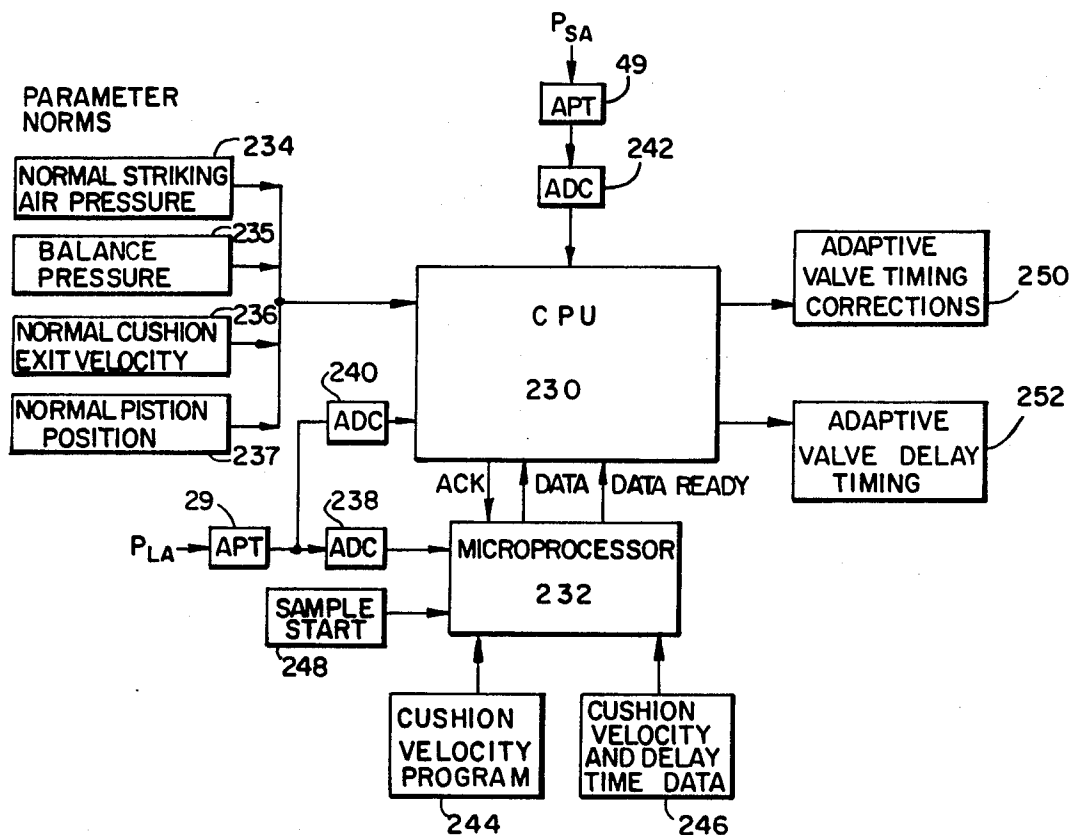 P_SA
49
APT
242
ADC
PARAMETER
NORMS
234
NORMAL STRIKING
AIR PRESSURE
235
BALANCE
PRESSURE
236
NORMAL CUSHION
EXIT VELOCITY
NORMAL PISTION
POSITION
237
CPU
230
240
ADC
ADAPTIVE
VALVE TIMING
CORRECTIONS
250
ADAPTIVE
VALVE DELAY
TIMING
252
ACK
DATA
DATA READY
P_LA
29
APT
238
ADC
MICROPROCESSOR
232
SAMPLE
START
248
CUSHION
VELOCITY
PROGRAM
244
CUSHION
VELOCITY
AND DELAY
TIME DATA
246